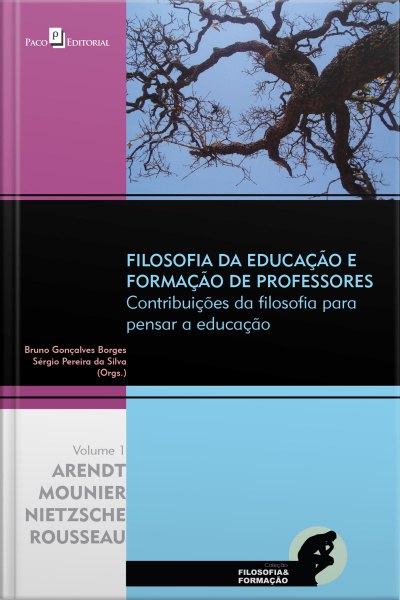 PACO EDITORIAL
FILOSOFIA DA EDUCAÇÃO E
FORMAÇÃO DE PROFESSORES
Contribuições da filosofia para
pensar a educação
Bruno Gonçalves Borges
Sérgio Pereira da Silva
(Orgs.)
Volume 1
ARENDT
MOUNIER
NIETZSCHE
ROUSSEAU
Coleção
FILOSOFIA&
FORMAÇÃO